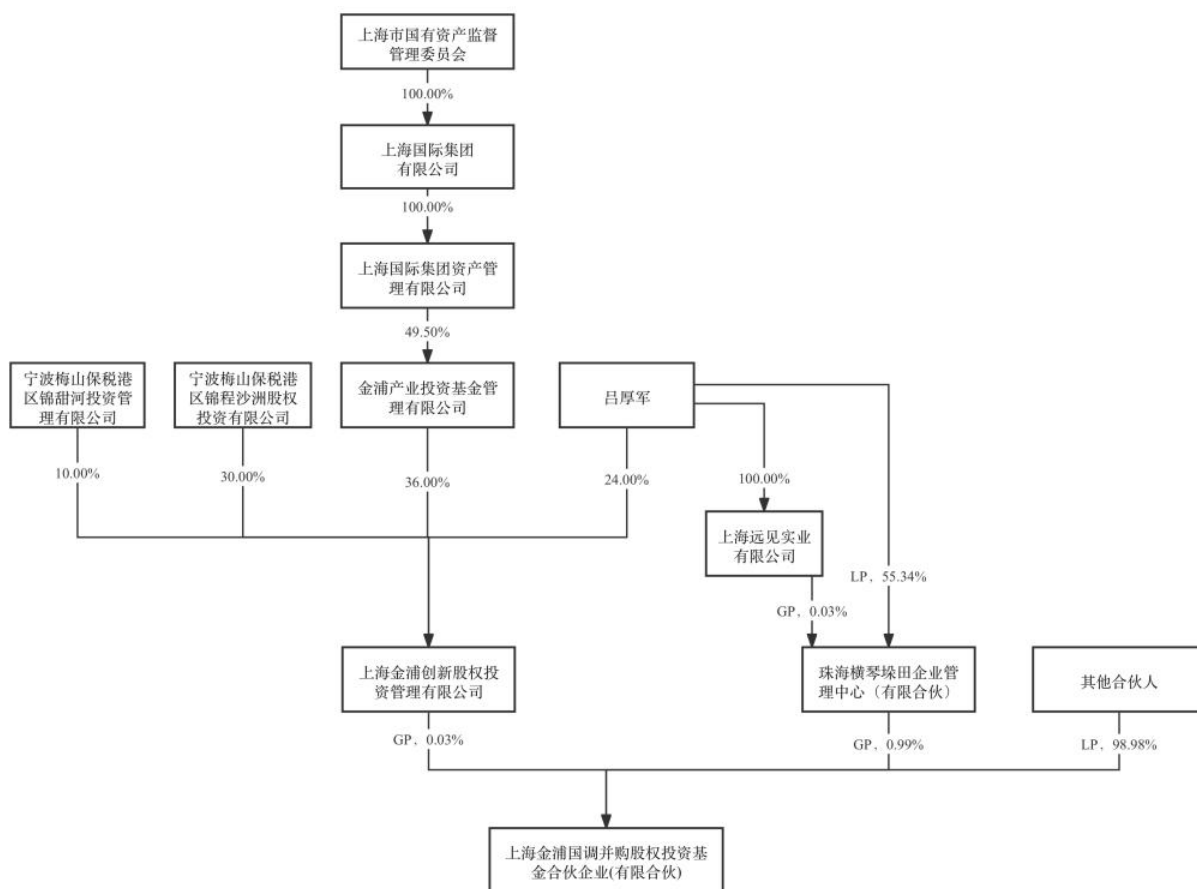 上海市国有资产监督
管理委员会
100.00%
上海国际集团
有限公司
100.00%
上海国际集团资产管
理有限公司
49.50%
宁波梅山保税港
区锦甜河投资管
理有限公司
宁波梅山保税港
区锦程沙洲股权
投资有限公司
金浦产业投资基金管
理有限公司
吕厚军
10.00%
30.00%
36.00%
24.00%
100.00%
上海远见实业
有限公司
LP，55.34%
GP，0.03%
上海金浦创新股权投
资管理有限公司
珠海横琴垛田企业管
理中心（有限合伙）
其他合伙人
GP，0.03%
GP，0.99%
LP，98.98%
上海金浦国调并购股权投资基
金合伙企业(有限合伙)